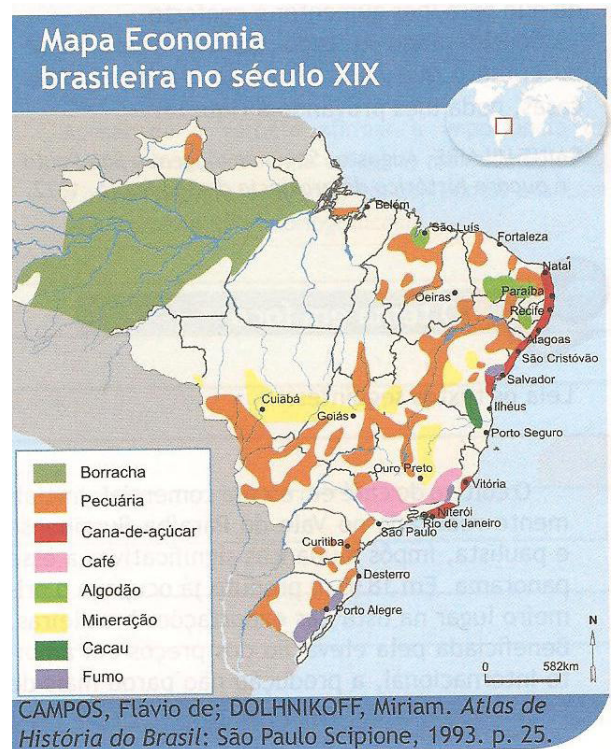 Mapa Economia
brasileira no século XIX
Belém
São Luís
Fortaleza
Natal
Oeiras
Paraíba
Recife
Alagoas
São Cristóvão
Salvador
Cuiabá
Goiás
Ilhéus
Porto Seguro
Ouro Preto
Vitória
Niterói
Rio de Janeiro
São Paulo
Curitiba
Desterro
Porto Alegre
Borracha
Pecuária
Cana-de-açúcar
Café
Algodão
Mineração
Cacau
Fumo
N
0 582km
CAMPOS, Flávio de; DOLHNIKOFF, Miriam. Atlas de
História do Brasil: São Paulo Scipione, 1993. p. 25.